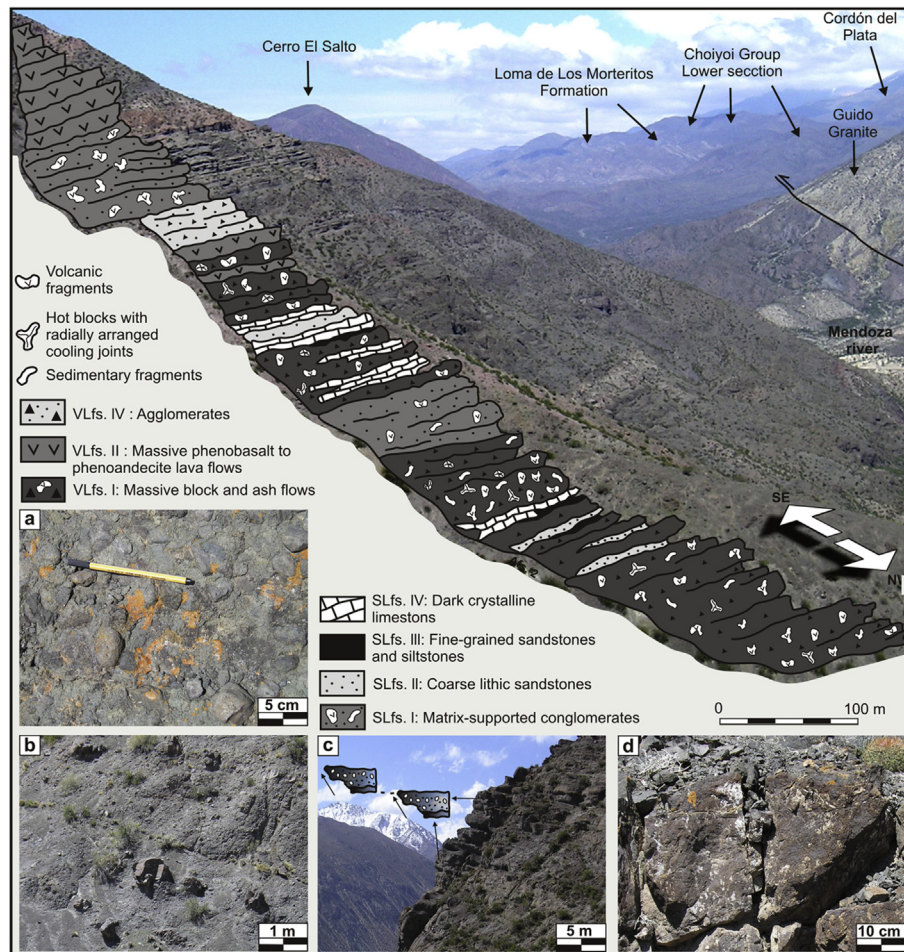 Cerro El Salto
Loma de Los Morteritos
Formation
Choiyoi Group
Lower secction
Cordón del
Plata
Guido
Granite
Mendoza
river
Volcanic
fragments
Hot blocks with
radially arranged
cooling joints
Sedimentary fragments
VLfs. IV : Agglomerates
VLfs. II : Massive phenobasalt to
phenoandecite lava flows
VLfs. I: Massive block and ash flows
SE
a
5 cm
SLfs. IV: Dark crystalline
limestons
SLfs. III: Fine-grained sandstones
and siltstones
SLfs. II: Coarse lithic sandstones
SLfs. I: Matrix-supported conglomerates
0 100 m
b
1 m
c
5 m
d
10 cm